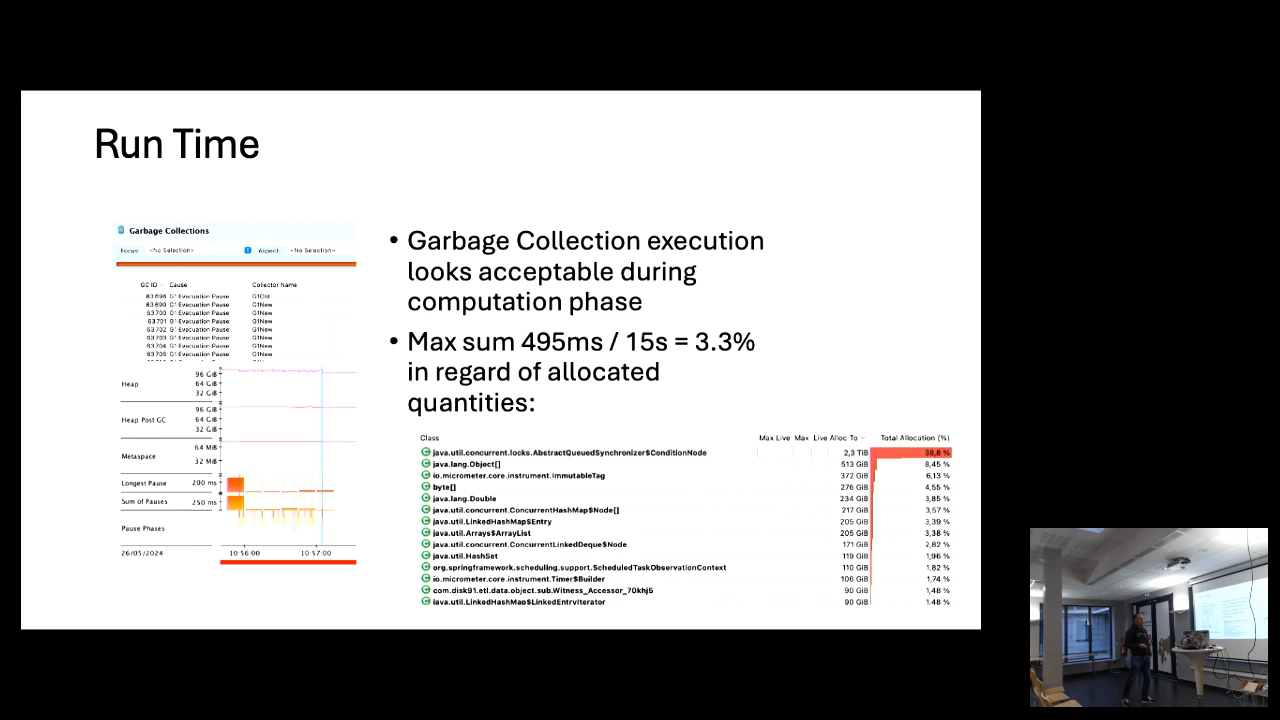 Run Time
Garbage Collections
Focus: <No Selection> Aspect: <No Selection>
GC ID Cause Collector Name
63 698 G1 Evacuation Pause G1Old
63 699 G1 Evacuation Pause G1New
63 700 G1 Evacuation Pause G1New
63 701 G1 Evacuation Pause G1New
63 702 G1 Evacuation Pause G1New
63 703 G1 Evacuation Pause G1New
63 704 G1 Evacuation Pause G1New
63 705 G1 Evacuation Pause G1New
Heap
96 GiB
64 GiB
32 GiB
Heap Post GC
96 GiB
64 GiB
32 GiB
Metaspace
64 MiB
32 MiB
Longest Pause 200 ms
Sum of Pauses 250 ms
Pause Phases
26/05/2024 10:56:00 10:57:00
• Garbage Collection execution
looks acceptable during
computation phase
• Max sum 495ms / 15s = 3.3%
in regard of allocated
quantities:
Class Max Live Max Live Alloc To Total Allocation (%)
java.util.concurrent.locks.AbstractQueuedSynchronizer$ConditionNode 2,3 TiB 38,8 %
java.lang.Object[] 513 GiB 8,45 %
io.micrometer.core.instrument.ImmutableTag 372 GiB 6,13 %
byte[] 276 GiB 4,55 %
java.lang.Double 234 GiB 3,85 %
java.util.concurrent.ConcurrentHashMap$Node[] 217 GiB 3,57 %
java.util.LinkedHashMap$Entry 205 GiB 3,39 %
java.util.Arrays$ArrayList 205 GiB 3,38 %
java.util.concurrent.ConcurrentLinkedDeque$Node 171 GiB 2,82 %
java.util.HashSet 119 GiB 1,96 %
org.springframework.scheduling.support.ScheduledTaskObservationContext 110 GiB 1,82 %
io.micrometer.core.instrument.Timer$Builder 106 GiB 1,74 %
com.disk91.etl.data.object.sub.Witness_Accessor_70khj5 90 GiB 1,48 %
java.util.LinkedHashMap$LinkedEntryIterator 90 GiB 1,48 %